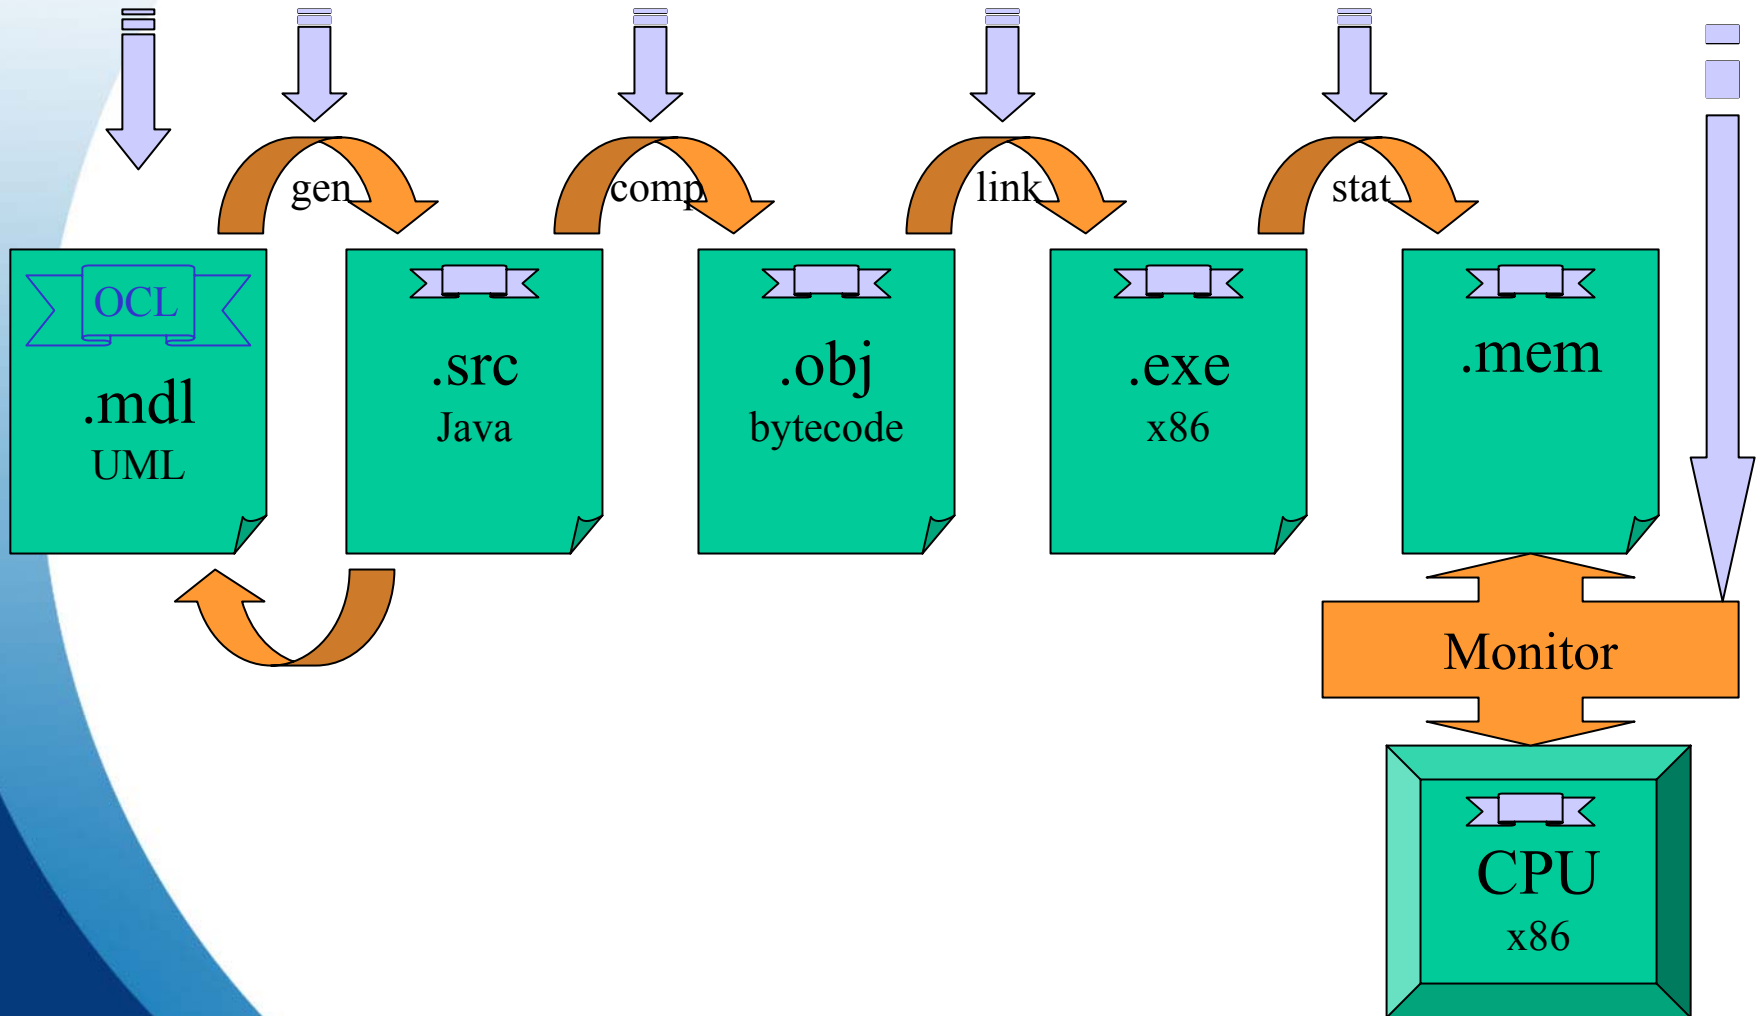 gen
comp
link
stat
OCL
.mdl
UML
.src
Java
.obj
bytecode
.exe
x86
.mem
Monitor
CPU
x86